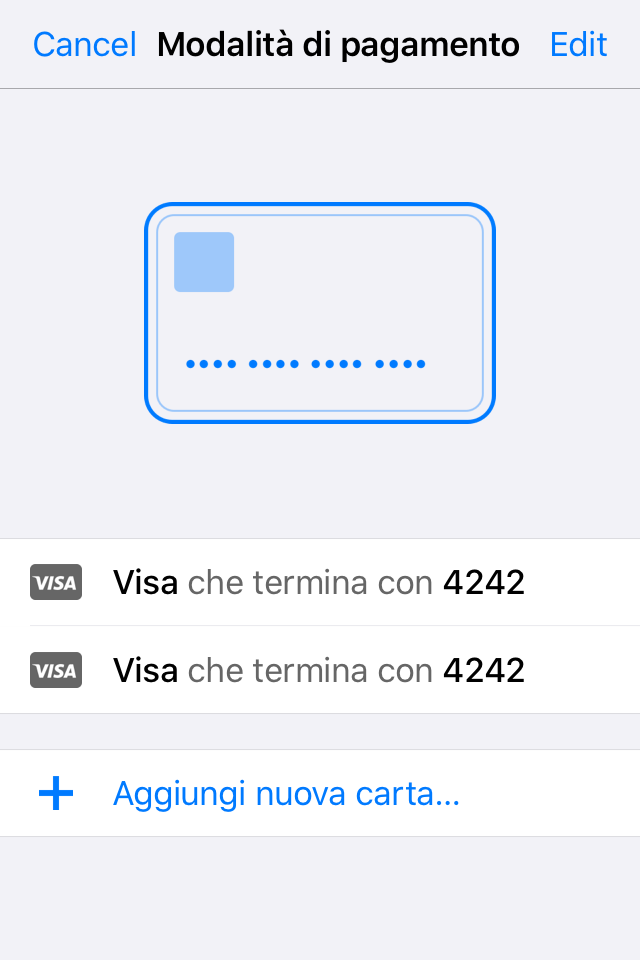 Cancel Modalità di pagamento Edit
•••• •••• •••• ••••
VISA Visa che termina con 4242
VISA Visa che termina con 4242
+ Aggiungi nuova carta...